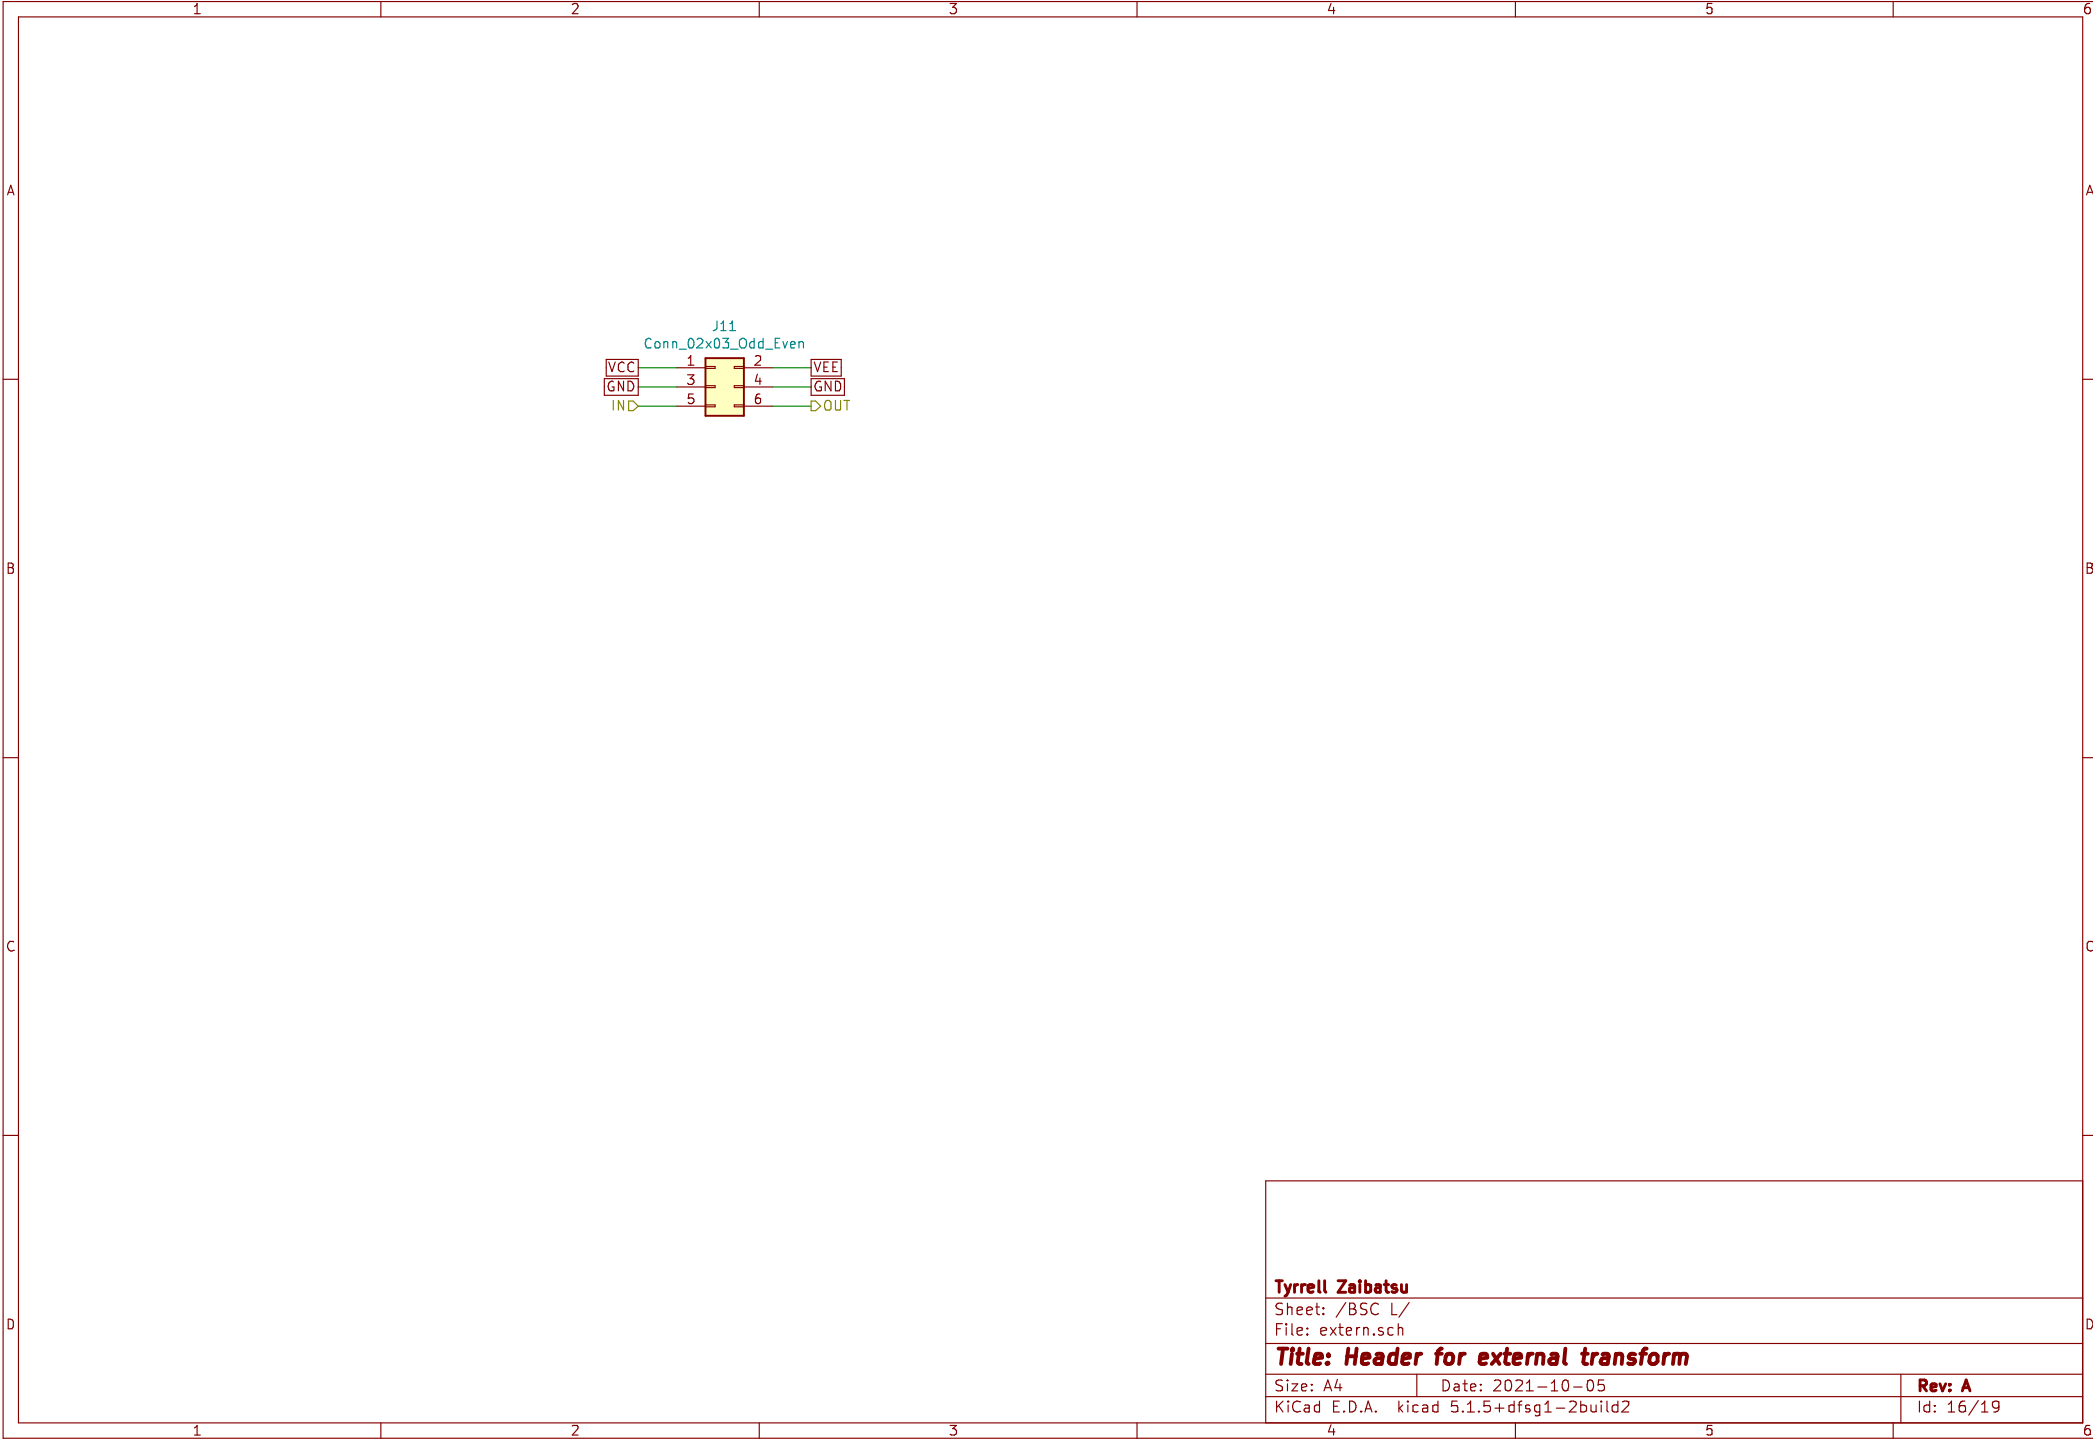 1 2 3 4 5 6
A A
J11
Conn_02x03_Odd_Even
VCC 1 2 VEE
GND 3 4 GND
IN 5 6 OUT
B B
C C
Tyrrell Zaibatsu
Sheet: /BSC L/
File: extern.sch
D D
Title: Header for external transform
Size: A4 Date: 2021-10-05 Rev: A
KiCad E.D.A. kicad 5.1.5+dfsg1-2build2 Id: 16/19
1 2 3 4 5 6